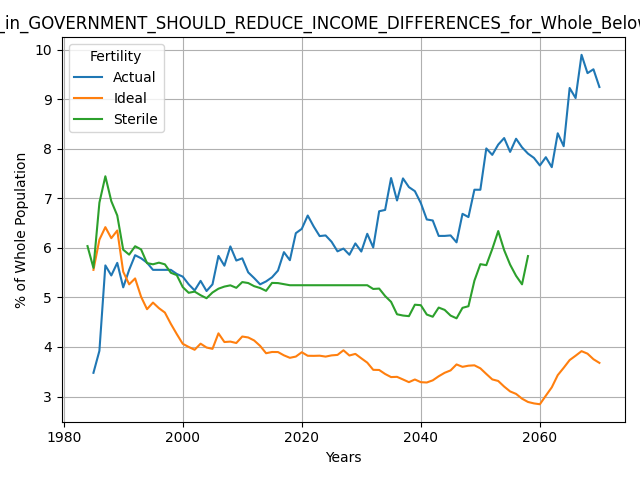 _in_GOVERNMENT_SHOULD_REDUCE_INCOME_DIFFERENCES_for_Whole_Below
Fertility
Actual
Ideal
Sterile
% of Whole Population
10
9
8
7
6
5
4
3
1980
2000
2020
2040
2060
Years